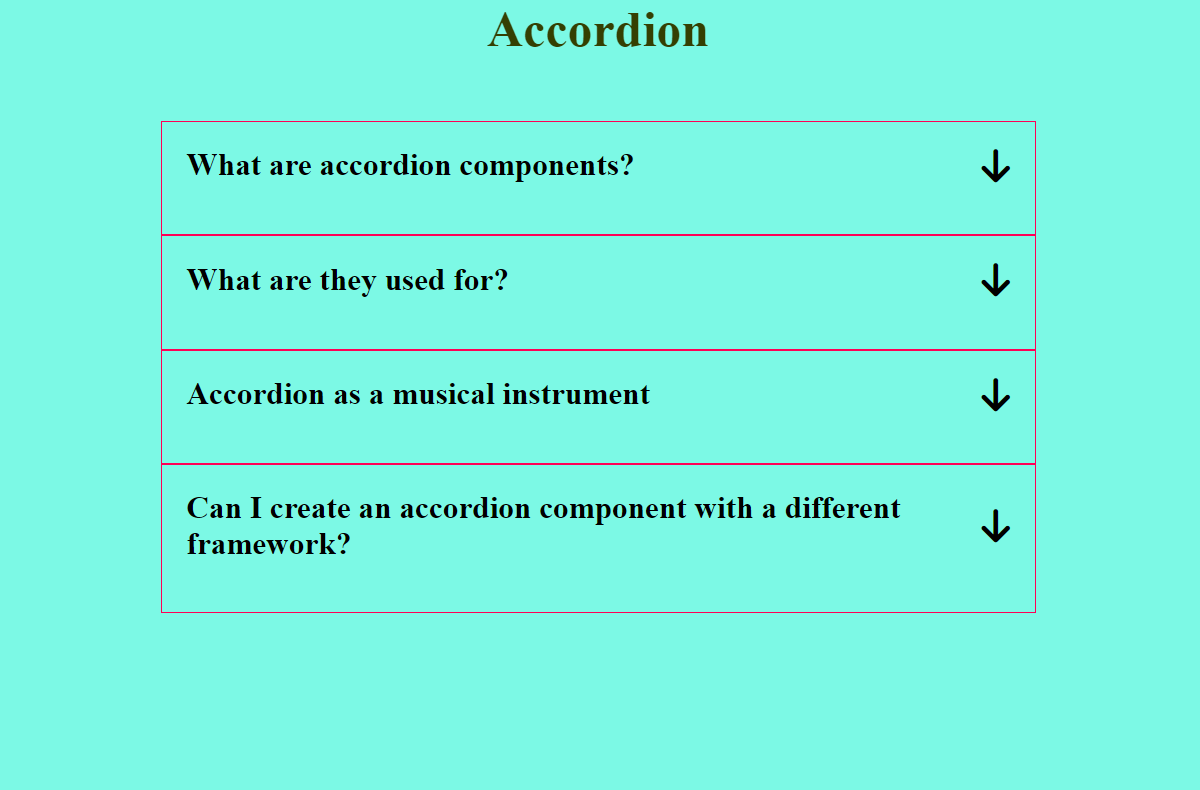 Accordion
What are accordion components?
What are they used for?
Accordion as a musical instrument
Can I create an accordion component with a different
framework?